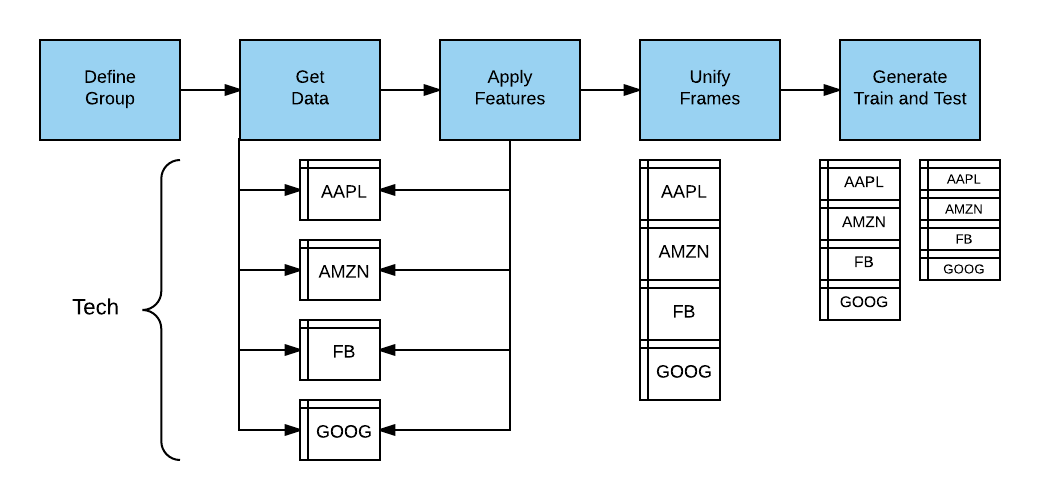 Define
Group
Get
Data
Apply
Features
Unify
Frames
Generate
Train and Test
Tech
AAPL
AMZN
FB
GOOG
AAPL
AMZN
FB
GOOG
AAPL
AMZN
FB
GOOG
AAPL
AMZN
FB
GOOG